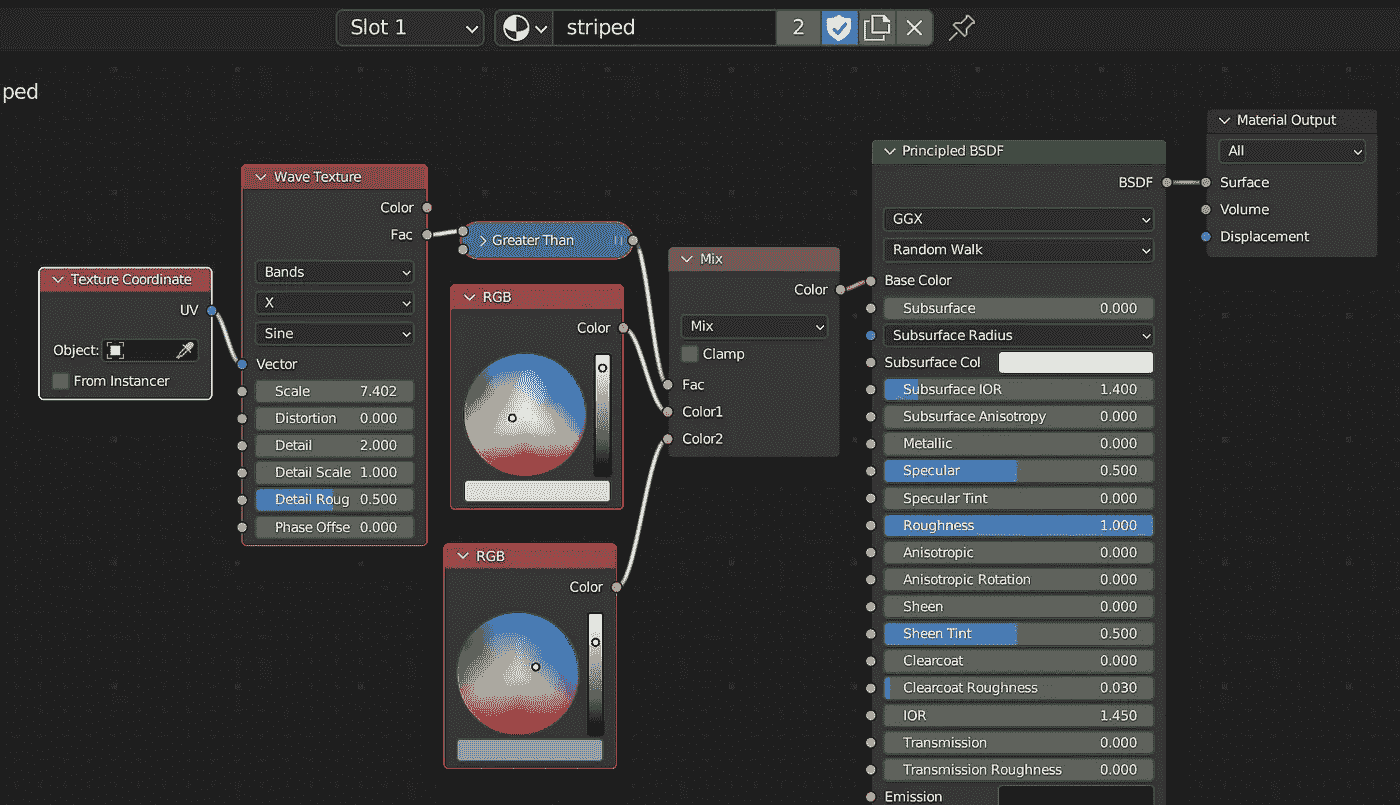 Slot 1
striped
2
ped
Texture Coordinate
UV
Object:
From Instancer
Wave Texture
Color
Fac
Bands
X
Sine
Vector
Scale 7.402
Distortion 0.000
Detail 2.000
Detail Scale 1.000
Detail Roug 0.500
Phase Offse 0.000
Greater Than
RGB
Color
RGB
Color
Mix
Color
Mix
Clamp
Fac
Color1
Color2
Principled BSDF
BSDF
GGX
Random Walk
Base Color
Subsurface 0.000
Subsurface Radius
Subsurface Col
Subsurface IOR 1.400
Subsurface Anisotropy 0.000
Metallic 0.000
Specular 0.500
Specular Tint 0.000
Roughness 1.000
Anisotropic 0.000
Anisotropic Rotation 0.000
Sheen 0.000
Sheen Tint 0.500
Clearcoat 0.000
Clearcoat Roughness 0.030
IOR 1.450
Transmission 0.000
Transmission Roughness 0.000
Emission
Material Output
All
Surface
Volume
Displacement